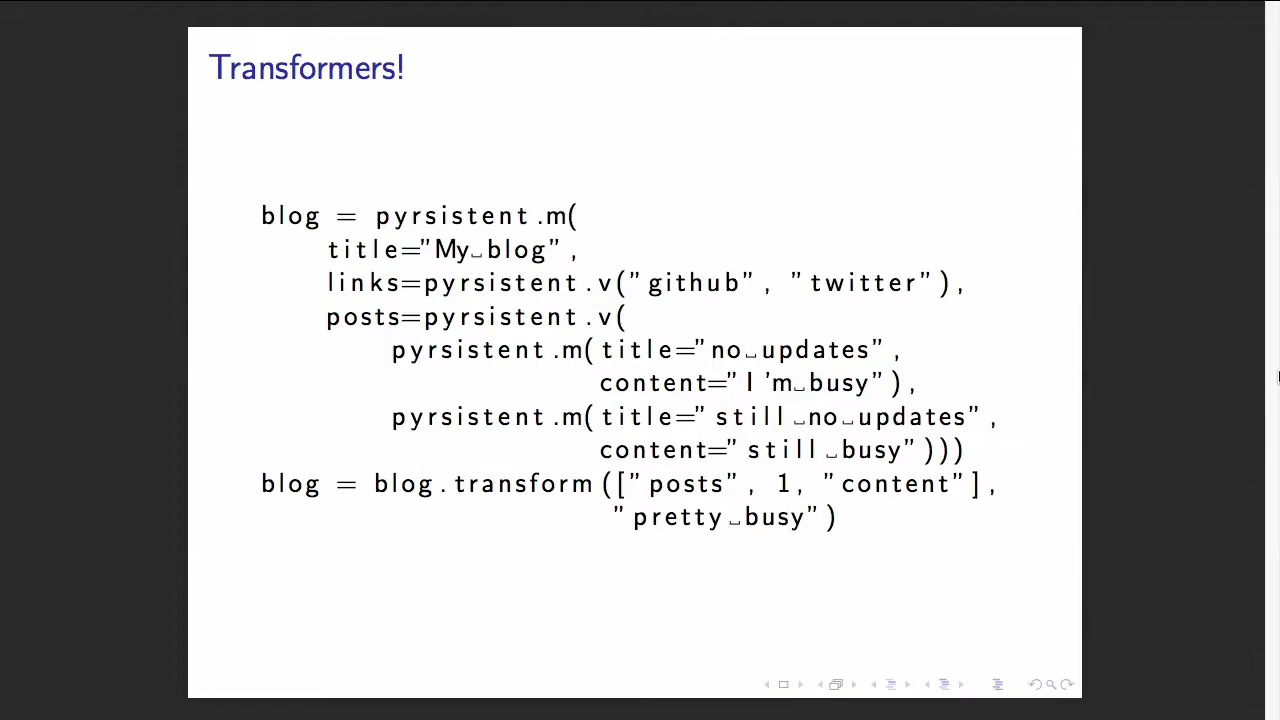 Transformers!
blog = pyrsistent.m(
title="My␣blog",
links=pyrsistent.v("github", "twitter"),
posts=pyrsistent.v(
pyrsistent.m(title="no␣updates",
content="I'm␣busy"),
pyrsistent.m(title="still␣no␣updates",
content="still␣busy")))
blog = blog.transform(["posts", 1, "content"],
"pretty␣busy")